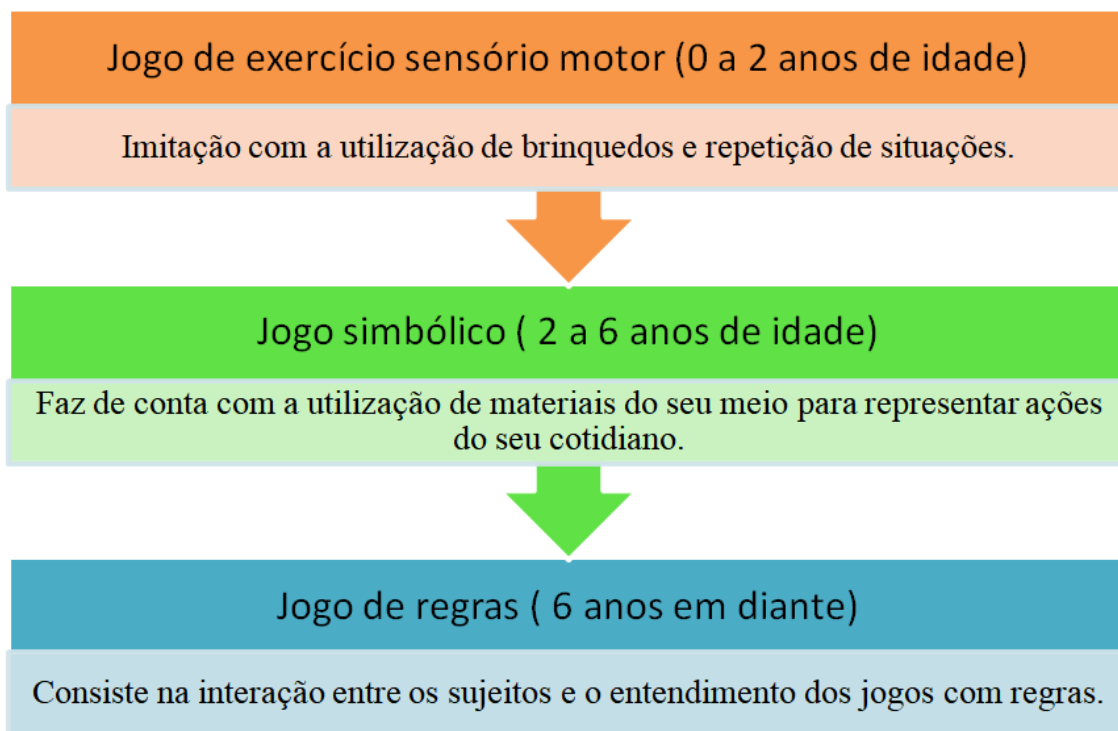 Jogo de exercício sensório motor (0 a 2 anos de idade)
Imitação com a utilização de brinquedos e repetição de situações.
Jogo simbólico ( 2 a 6 anos de idade)
Faz de conta com a utilização de materiais do seu meio para representar ações
do seu cotidiano.
Jogo de regras ( 6 anos em diante)
Consiste na interação entre os sujeitos e o entendimento dos jogos com regras.